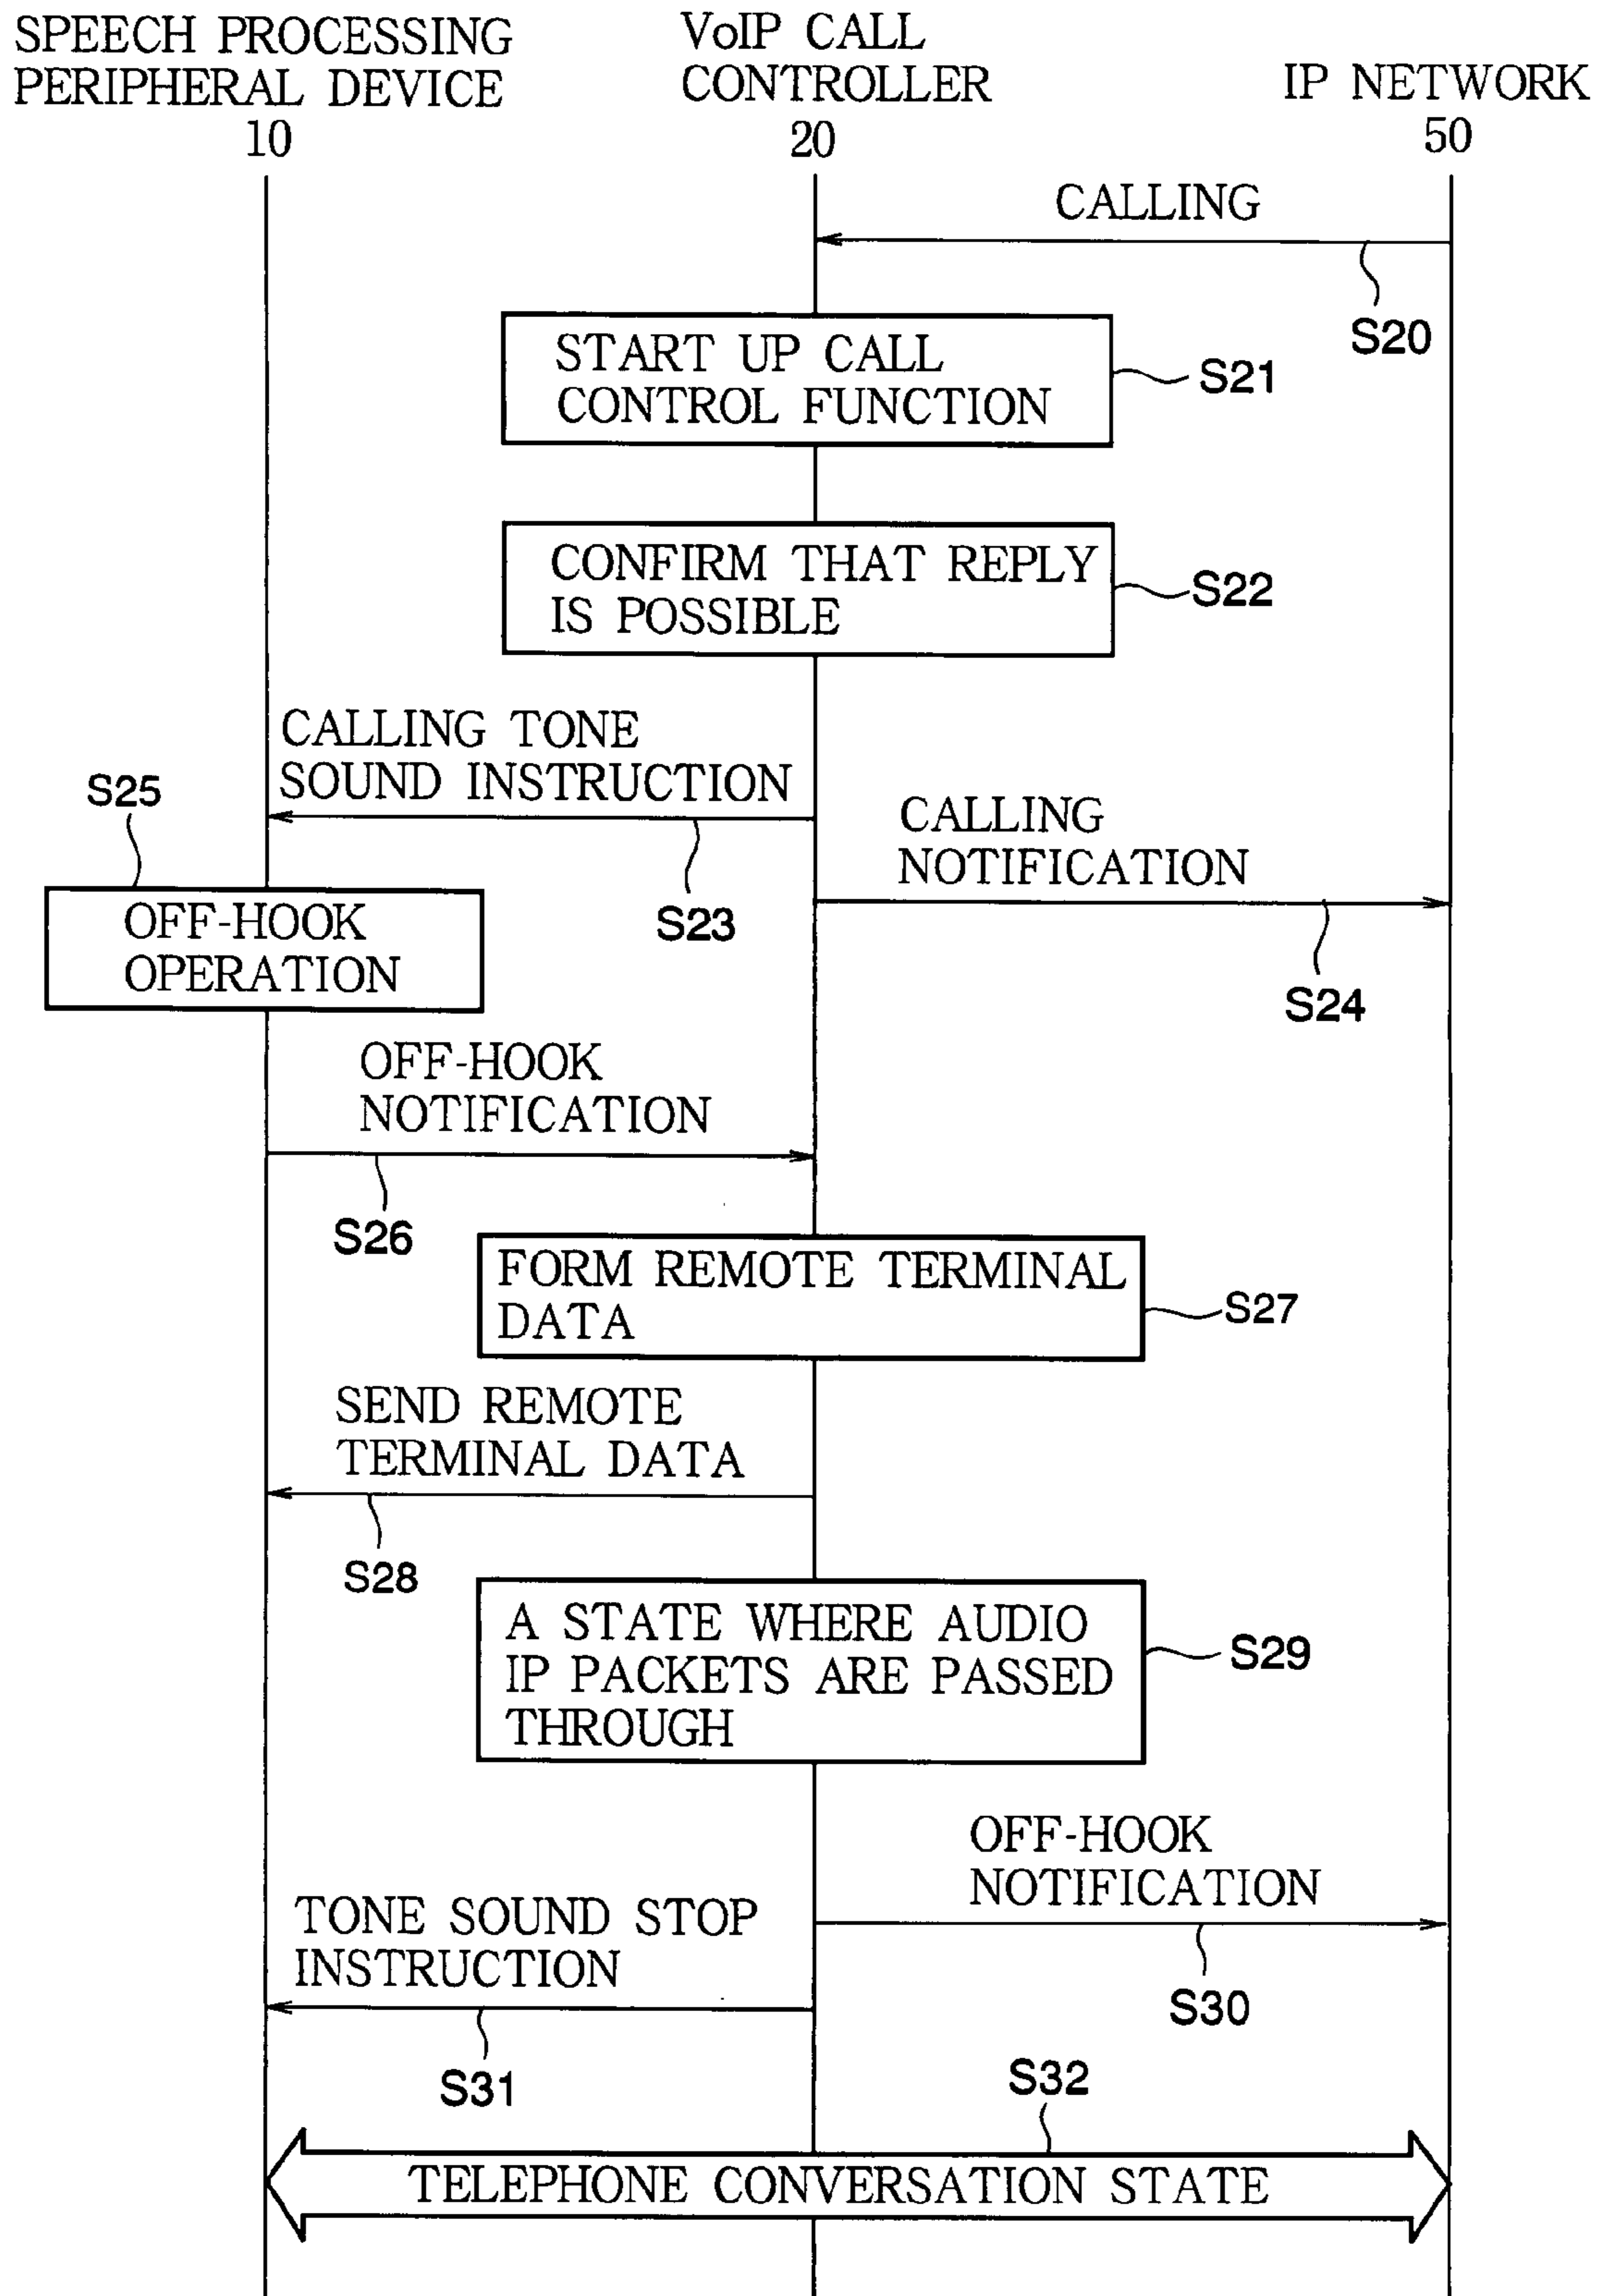 SPEECH PROCESSING
PERIPHERAL DEVICE
10
VoIP CALL
CONTROLLER
20
IP NETWORK
50
CALLING
S20
START UP CALL
CONTROL FUNCTION
S21
CONFIRM THAT REPLY
IS POSSIBLE
S22
CALLING TONE
SOUND INSTRUCTION
S23
CALLING
NOTIFICATION
S24
S25
OFF-HOOK
OPERATION
OFF-HOOK
NOTIFICATION
S26
FORM REMOTE TERMINAL
DATA
S27
SEND REMOTE
TERMINAL DATA
S28
A STATE WHERE AUDIO
IP PACKETS ARE PASSED
THROUGH
S29
OFF-HOOK
NOTIFICATION
S30
TONE SOUND STOP
INSTRUCTION
S31
S32
TELEPHONE CONVERSATION STATE